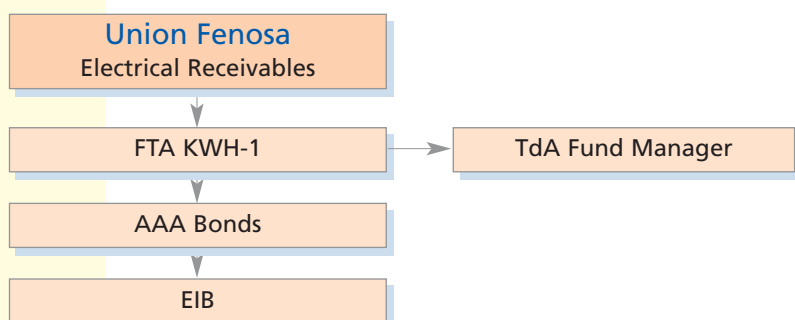 Union Fenosa
Electrical Receivables
FTA KWH-1
TdA Fund Manager
AAA Bonds
EIB